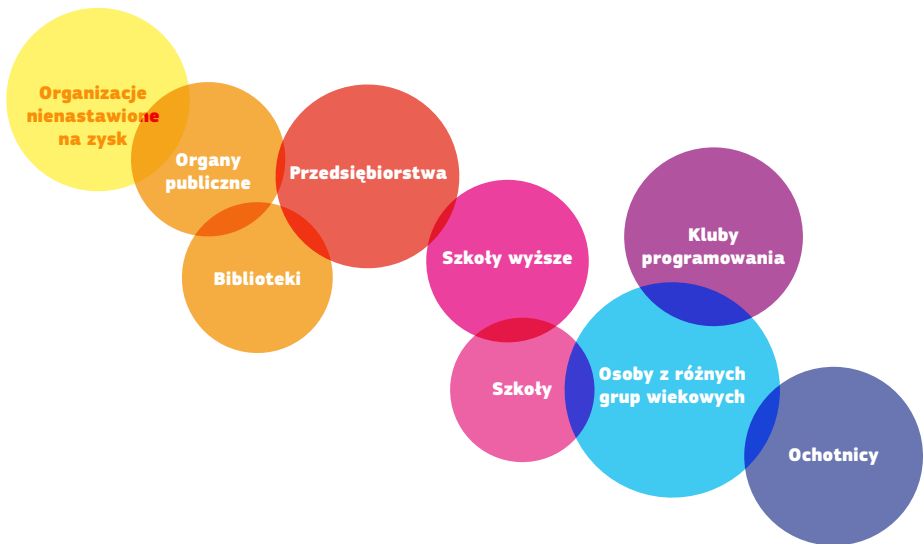 Organizacje
nienastawione
na zysk
Organy
publiczne
Przedsiębiorstwa
Biblioteki
Szkoły wyższe
Kluby
programowania
Szkoły
Osoby z różnych
grup wiekowych
Ochotnicy